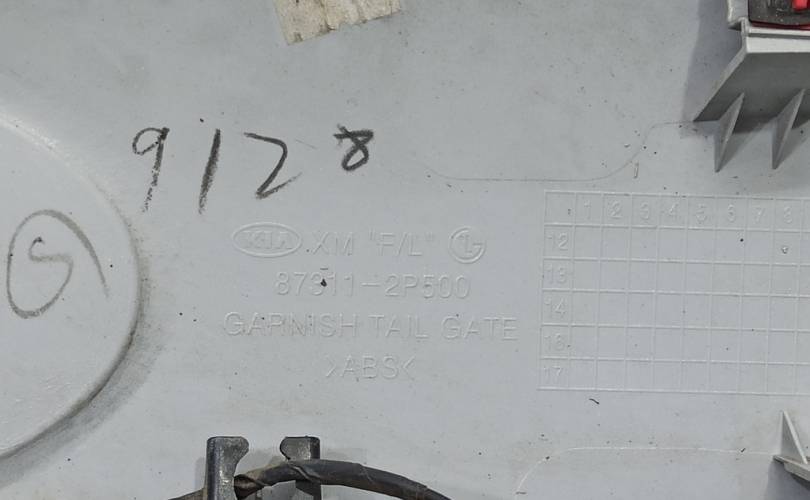 9128
KIA XM "F/L"
87311-2P500
GARNISH TAIL GATE
>ABS<
1 2 3 4 5 6 7 8
12
13
14
16
17